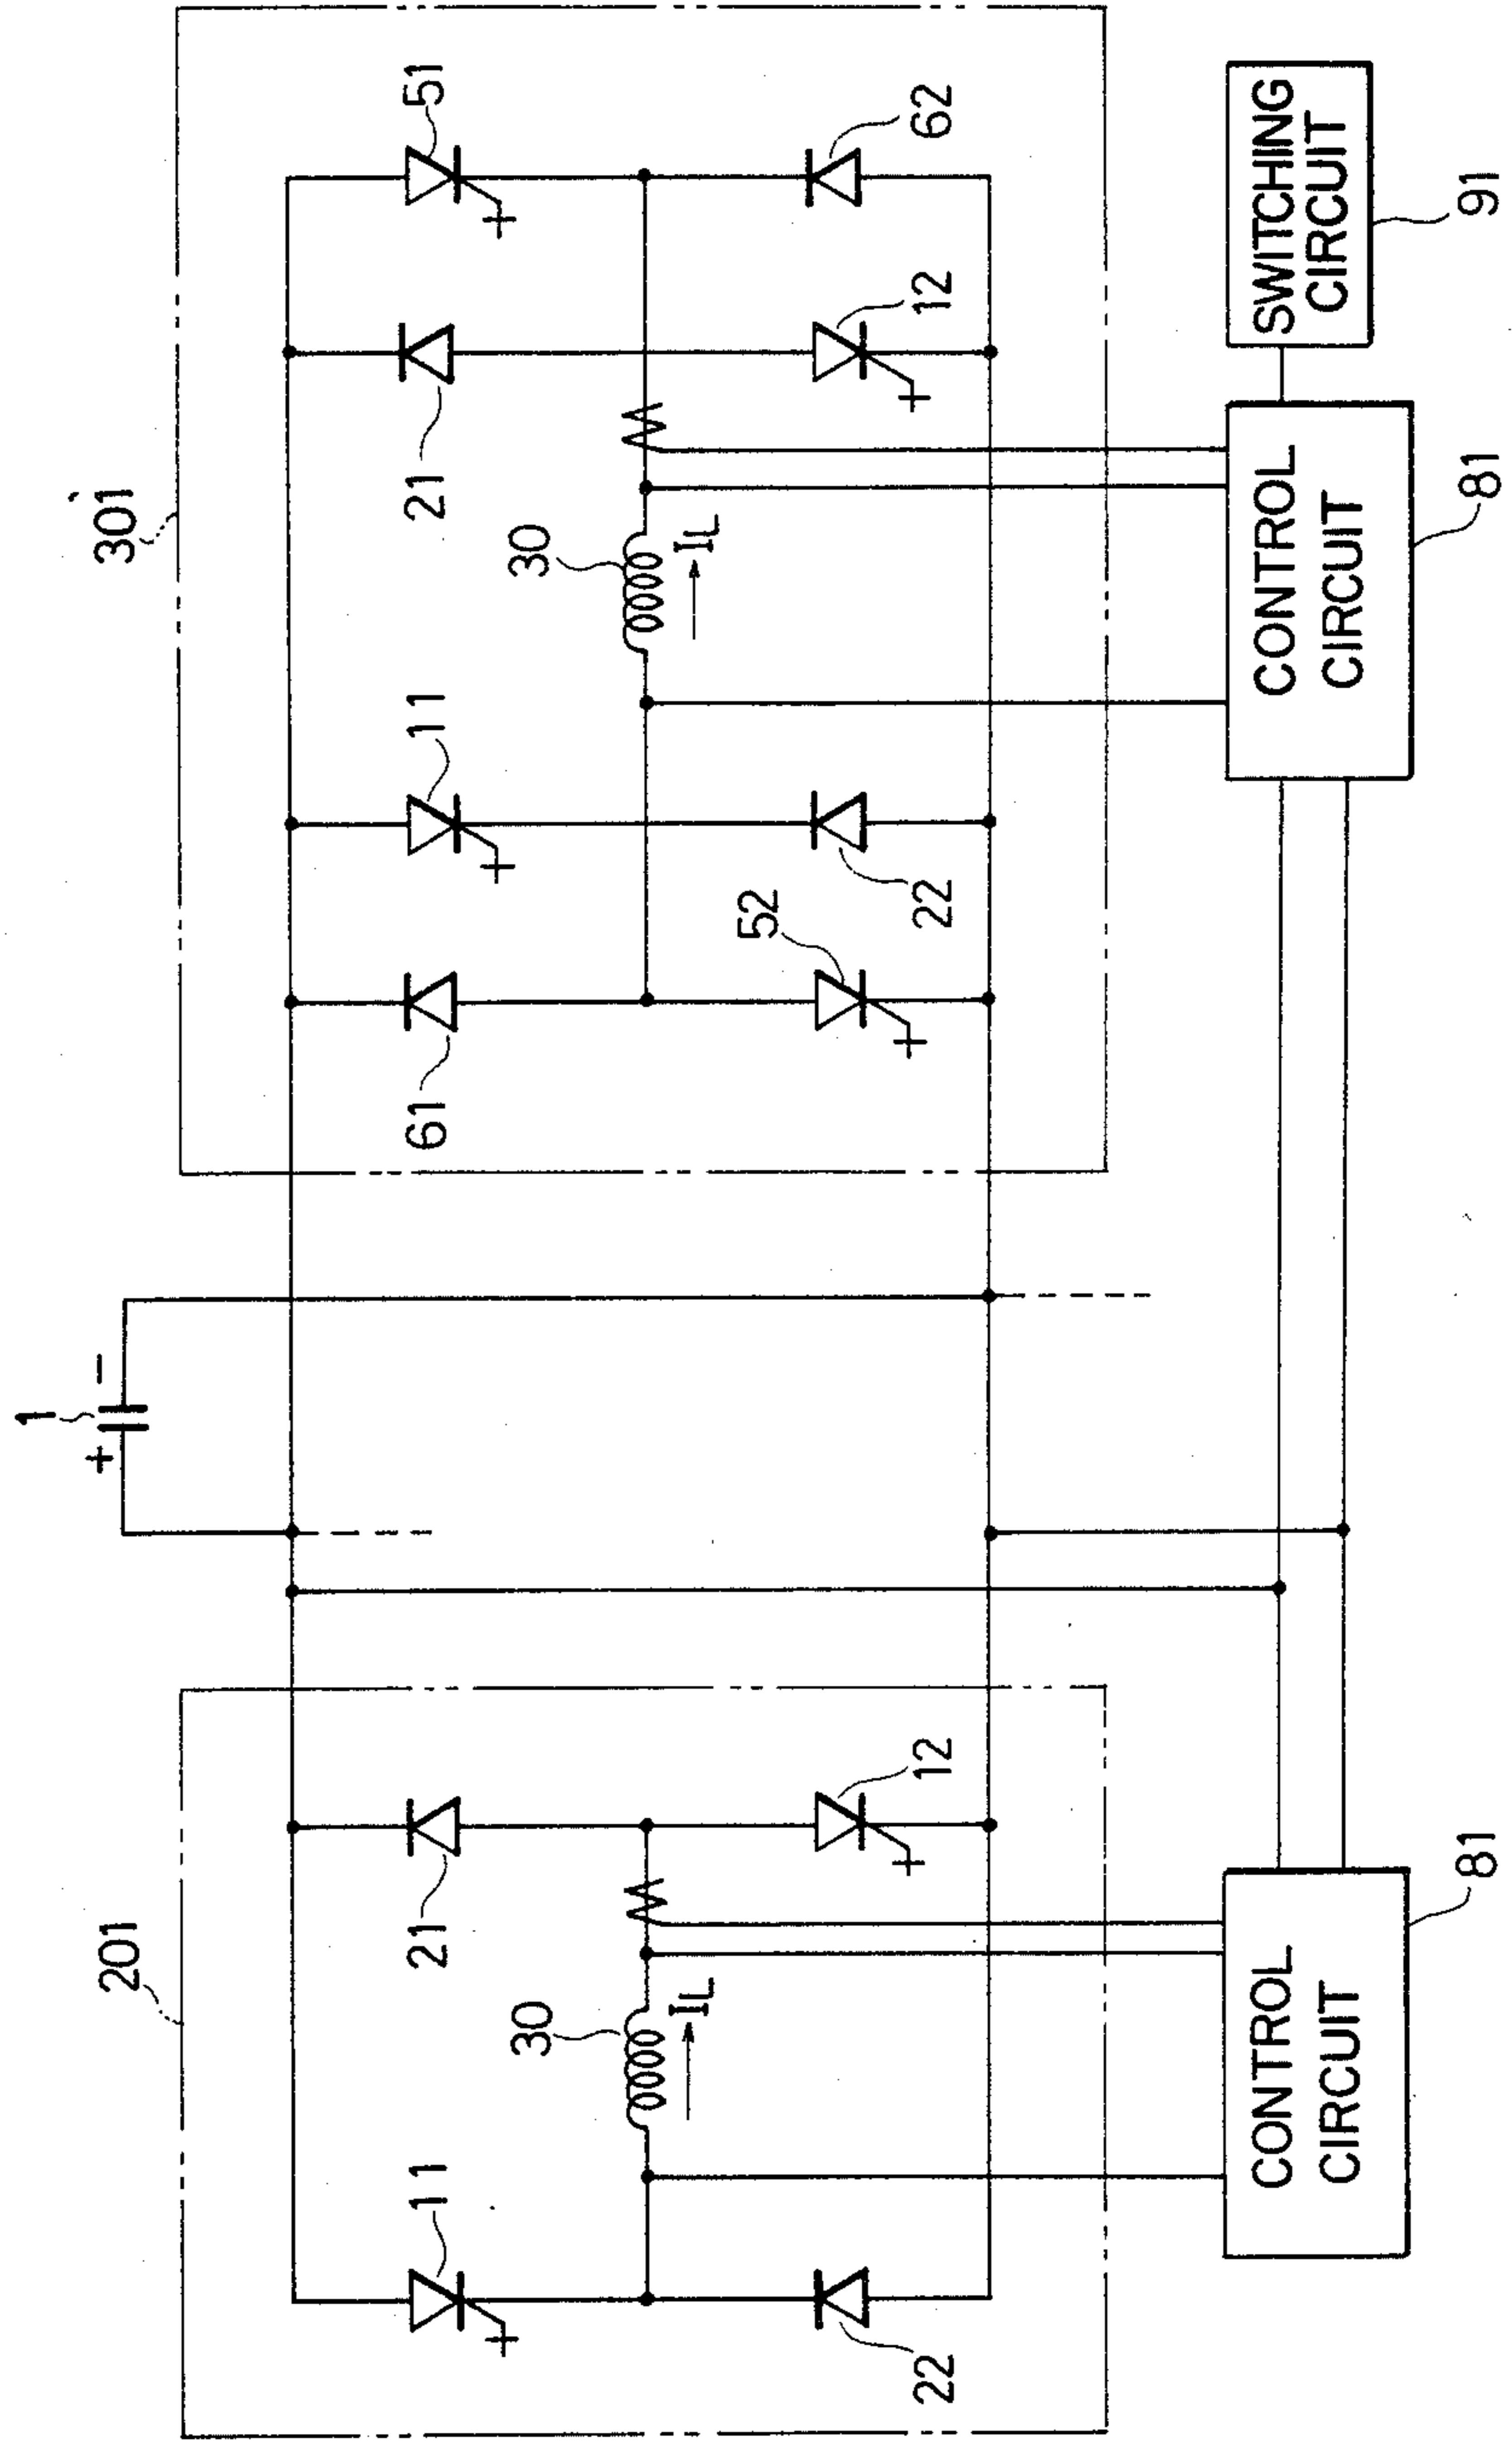 301
51
62
21
12
30
IL
11
22
52
61
SWITCHING
CIRCUIT
91
CONTROL
CIRCUIT
81
1
+
−
201
21
12
30
IL
11
22
CONTROL
CIRCUIT
81